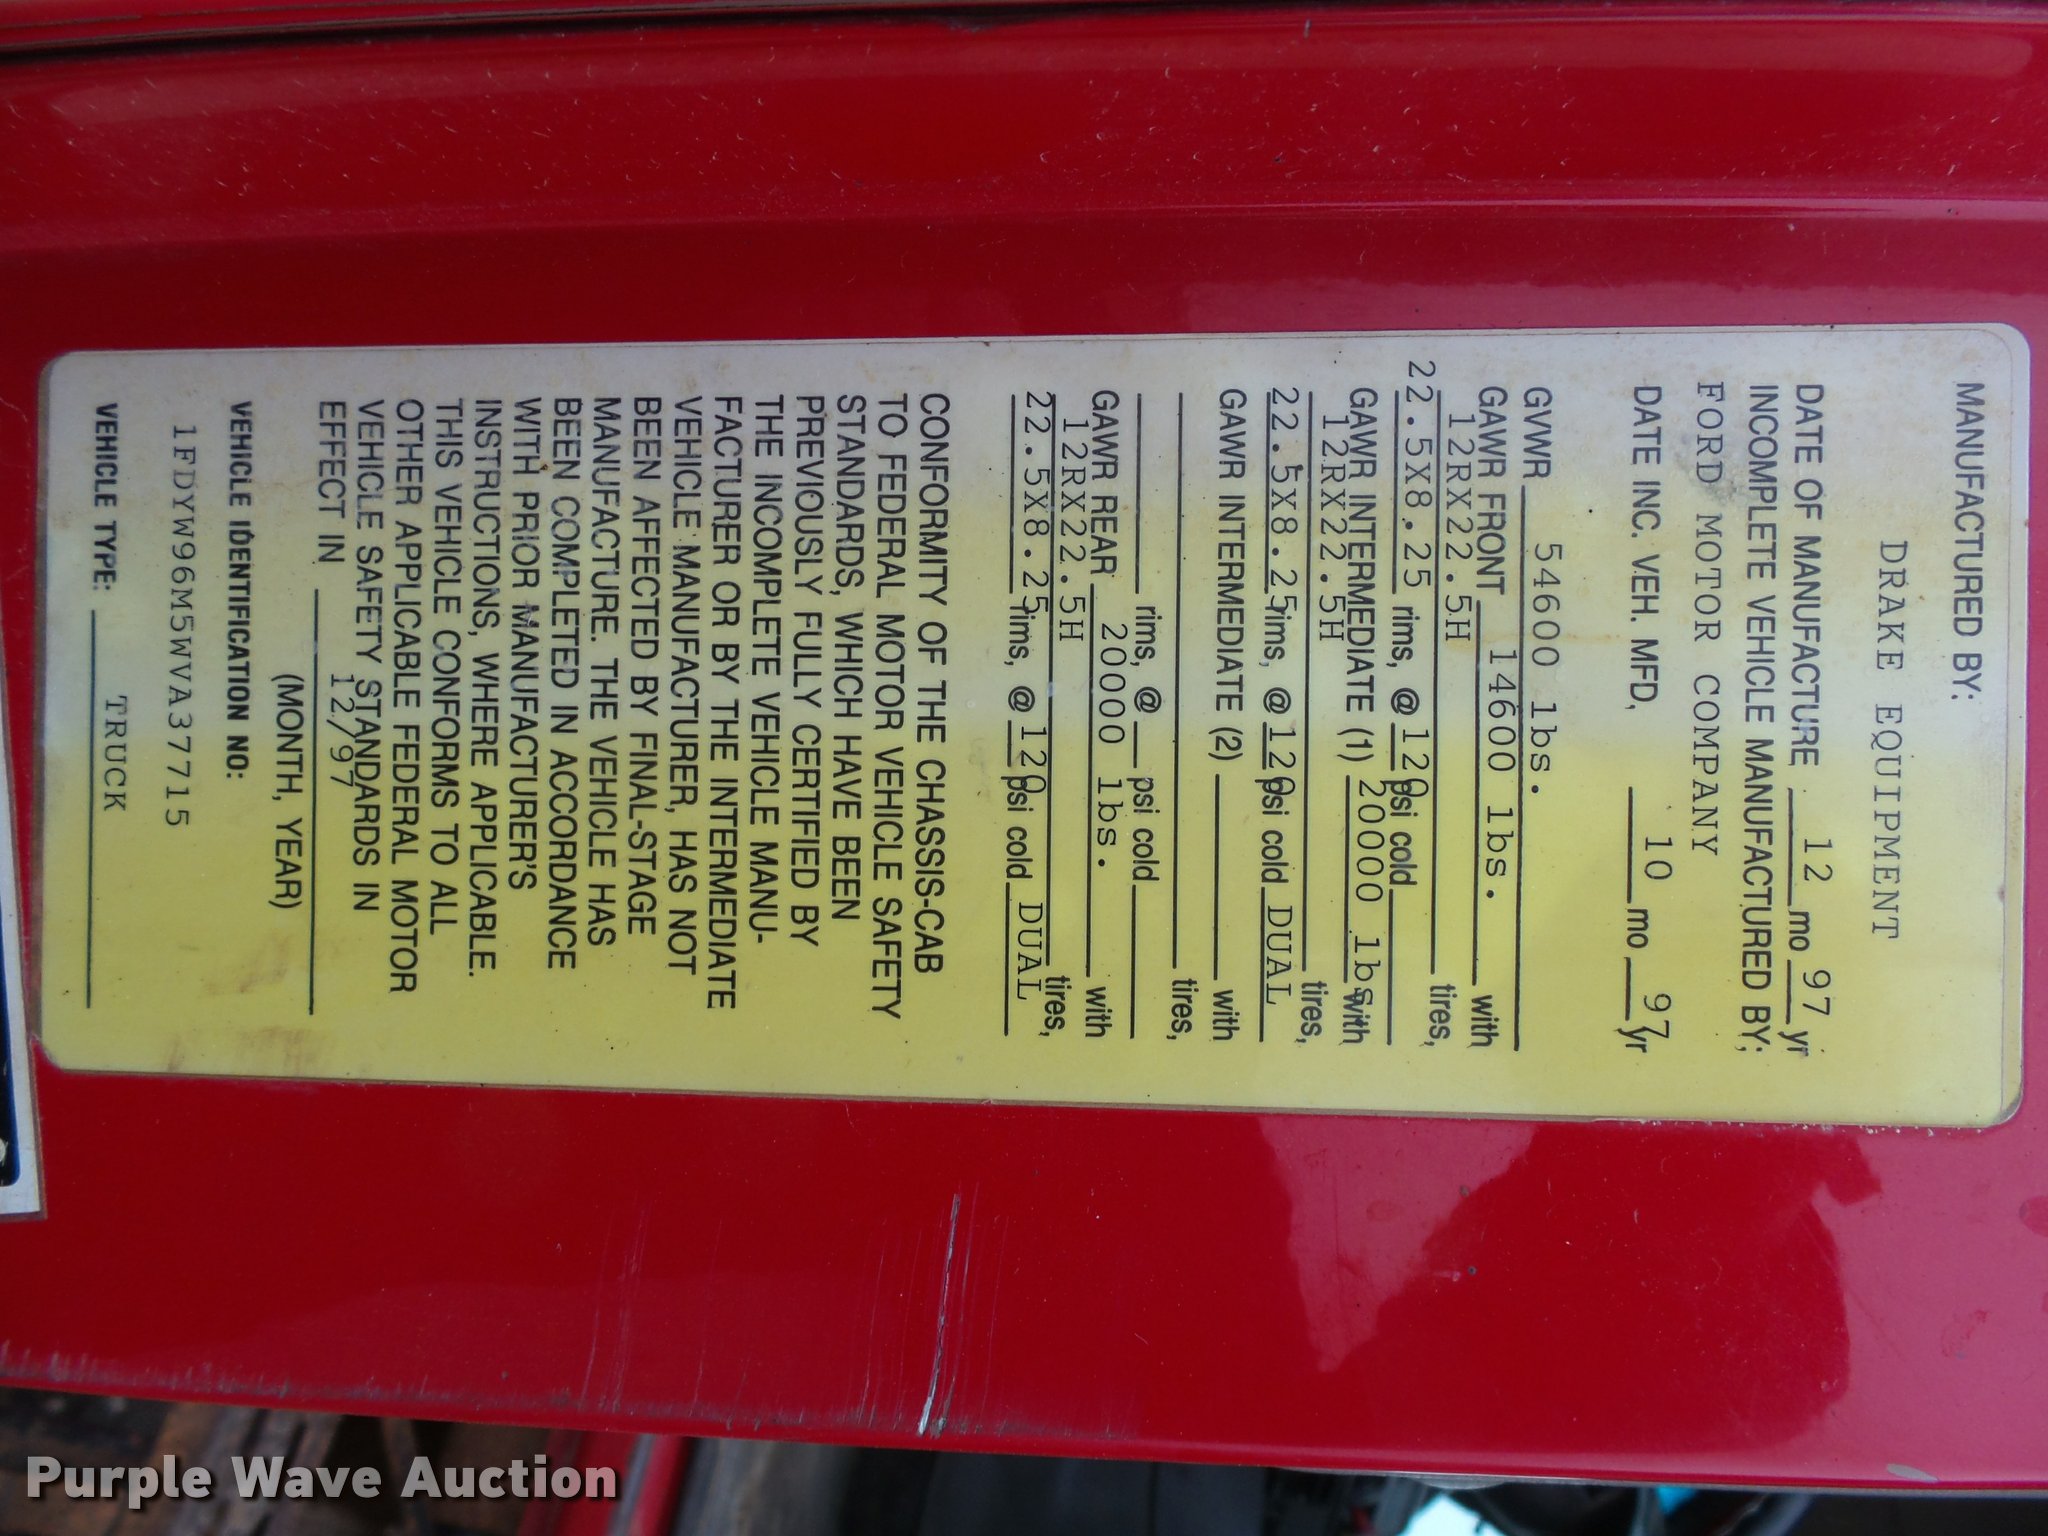 MANUFACTURED BY:
DRAKE EQUIPMENT
DATE OF MANUFACTURE 12 mo 97 yr
INCOMPLETE VEHICLE MANUFACTURED BY;
FORD MOTOR COMPANY
DATE INC. VEH. MFD, 10 mo 97 yr
GVWR 54600 lbs.
GAWR FRONT 14600 lbs. with
12RX22.5H tires,
22.5X8.25 rims, @ 120 psi cold
GAWR INTERMEDIATE (1) 20000 lbs with
12RX22.5H tires,
22.5X8.25 rims, @ 120 psi cold DUAL
GAWR INTERMEDIATE (2) with
tires,
rims, @ psi cold
GAWR REAR 20000 lbs. with
12RX22.5H tires,
22.5X8.25 rims, @ 120 psi cold DUAL
CONFORMITY OF THE CHASSIS-CAB
TO FEDERAL MOTOR VEHICLE SAFETY
STANDARDS, WHICH HAVE BEEN
PREVIOUSLY FULLY CERTIFIED BY
THE INCOMPLETE VEHICLE MANU-
FACTURER OR BY THE INTERMEDIATE
VEHICLE MANUFACTURER, HAS NOT
BEEN AFFECTED BY FINAL-STAGE
MANUFACTURE. THE VEHICLE HAS
BEEN COMPLETED IN ACCORDANCE
WITH PRIOR MANUFACTURER'S
INSTRUCTIONS, WHERE APPLICABLE.
THIS VEHICLE CONFORMS TO ALL
OTHER APPLICABLE FEDERAL MOTOR
VEHICLE SAFETY STANDARDS IN
EFFECT IN 12/97
(MONTH, YEAR)
VEHICLE IDENTIFICATION NO:
1FDYW96M5WVA37715
VEHICLE TYPE: TRUCK
Purple Wave Auction